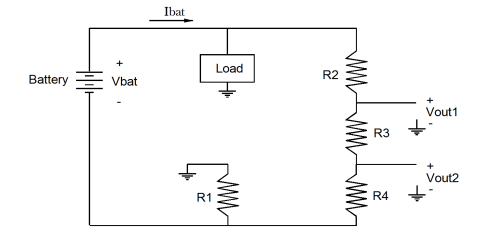 Ibat
+
Battery
Vbat
-
Load
R2
+
Vout1
-
R3
+
Vout2
-
R1
R4